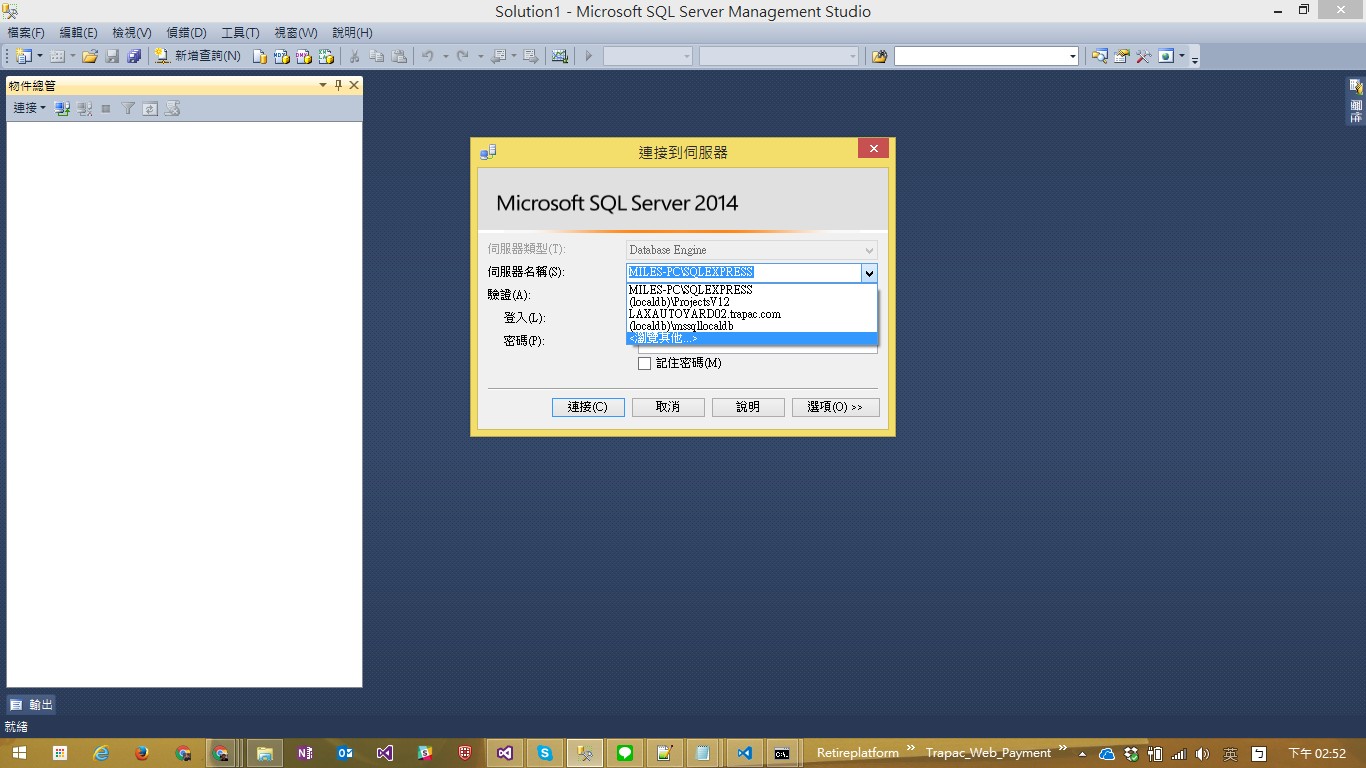 Solution1 - Microsoft SQL Server Management Studio
檔案(F) 編輯(E) 檢視(V) 偵錯(D) 工具(T) 視窗(W) 說明(H)
新增查詢(N)
物件總管
連接
連接到伺服器
Microsoft SQL Server 2014
伺服器類型(T): Database Engine
伺服器名稱(S): MILES-PC\SQLEXPRESS
MILES-PC\SQLEXPRESS
驗證(A):
(localdb)\ProjectsV12
LAXAUTOYARD02.trapac.com
登入(L):
(localdb)\mssqllocaldb
<瀏覽其他...>
密碼(P):
記住密碼(M)
連接(C) 取消 說明 選項(O) >>
輸出
就緒
Retireplatform » Trapac_Web_Payment » 英 下午 02:52